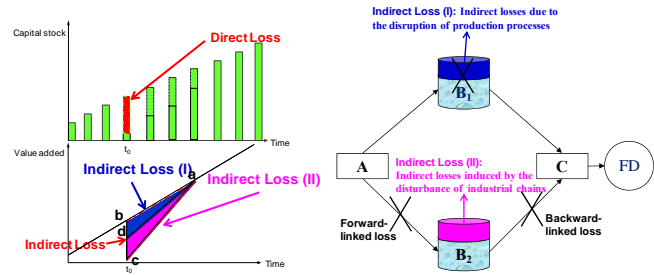 Capital stock
Direct Loss
t0
Time
Value added
Indirect Loss (I)
a
Indirect Loss (II)
b
d
Indirect Loss
c
t0
Time
Indirect Loss (I): Indirect losses due to
the disruption of production processes
B1
A
C
FD
Indirect Loss (II):
Indirect losses induced by the
disturbance of industrial chains
Forward-
linked loss
Backward-
linked loss
B2